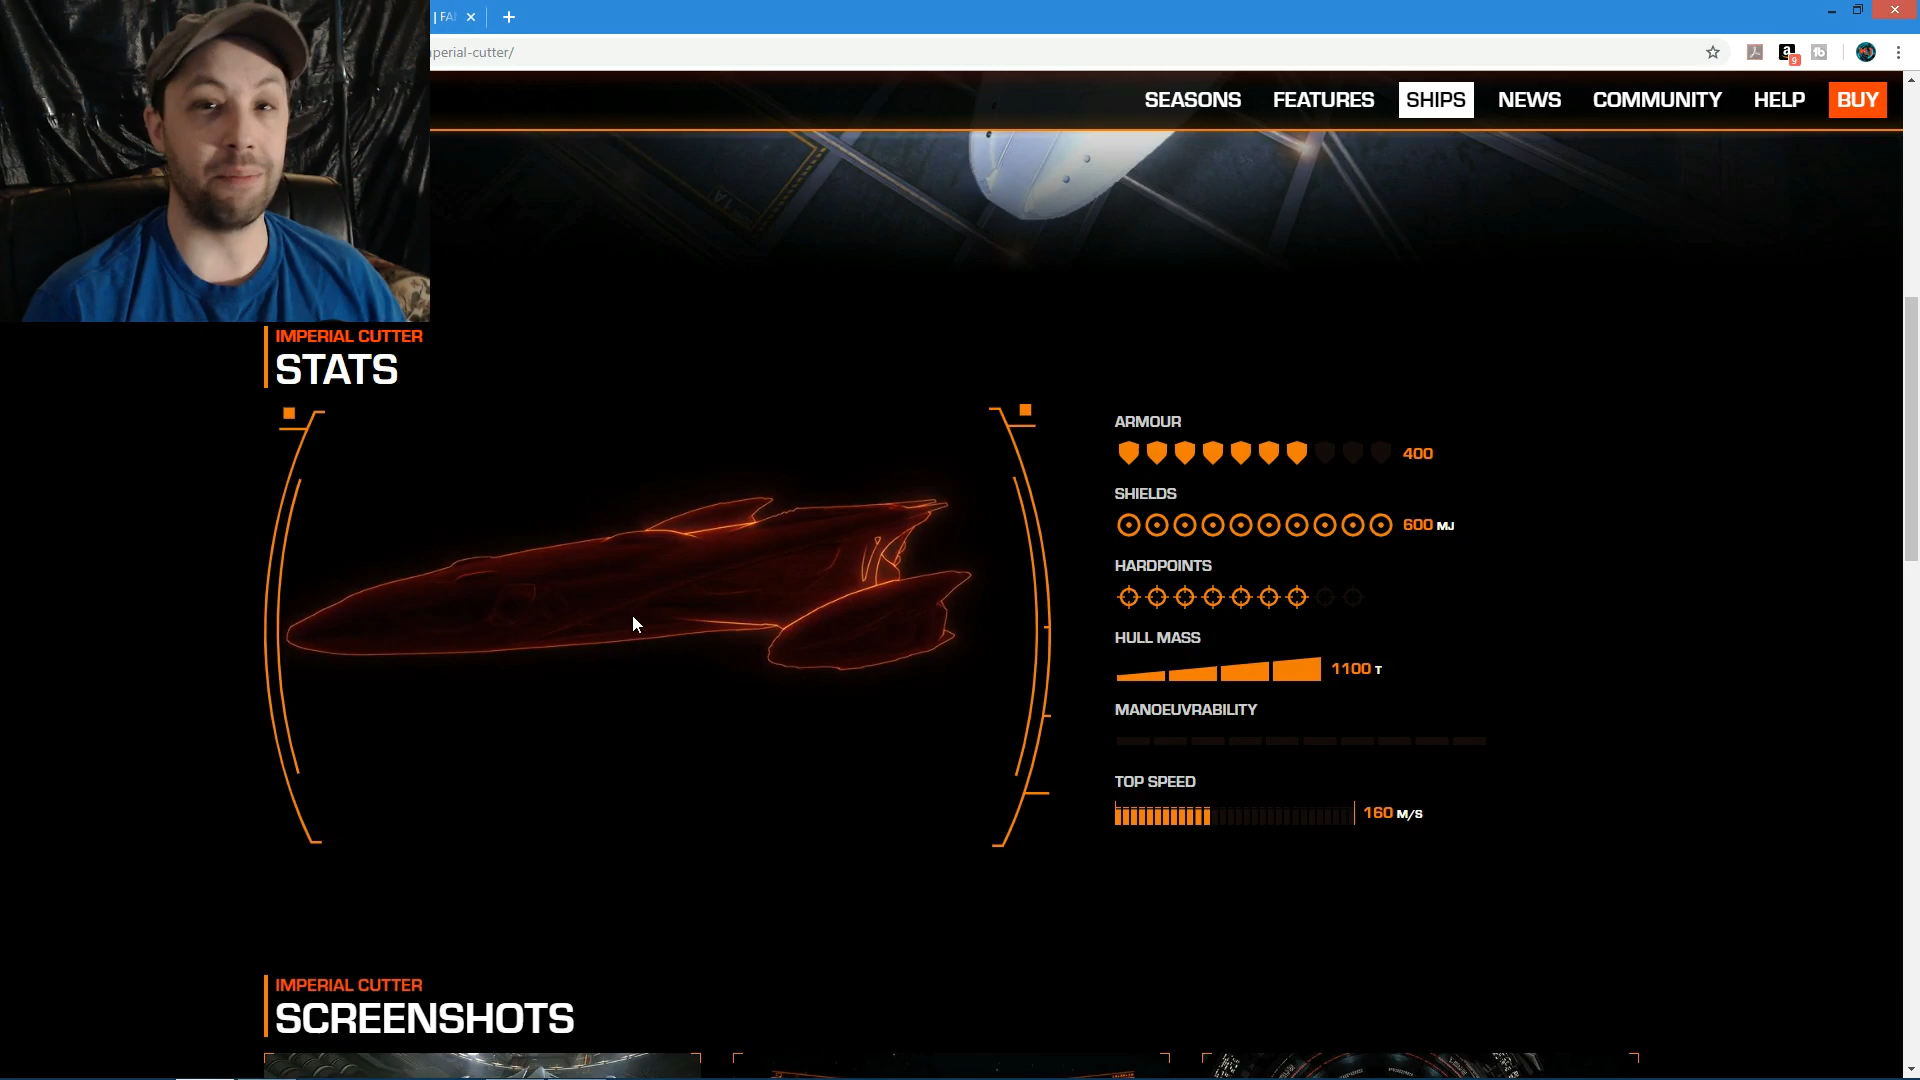 | FA
perial-cutter/
9
SEASONS FEATURES SHIPS NEWS COMMUNITY HELP BUY
IMPERIAL CUTTER
STATS
ARMOUR
400
SHIELDS
600 MJ
HARDPOINTS
HULL MASS
1100 T
MANOEUVRABILITY
TOP SPEED
160 M/S
IMPERIAL CUTTER
SCREENSHOTS